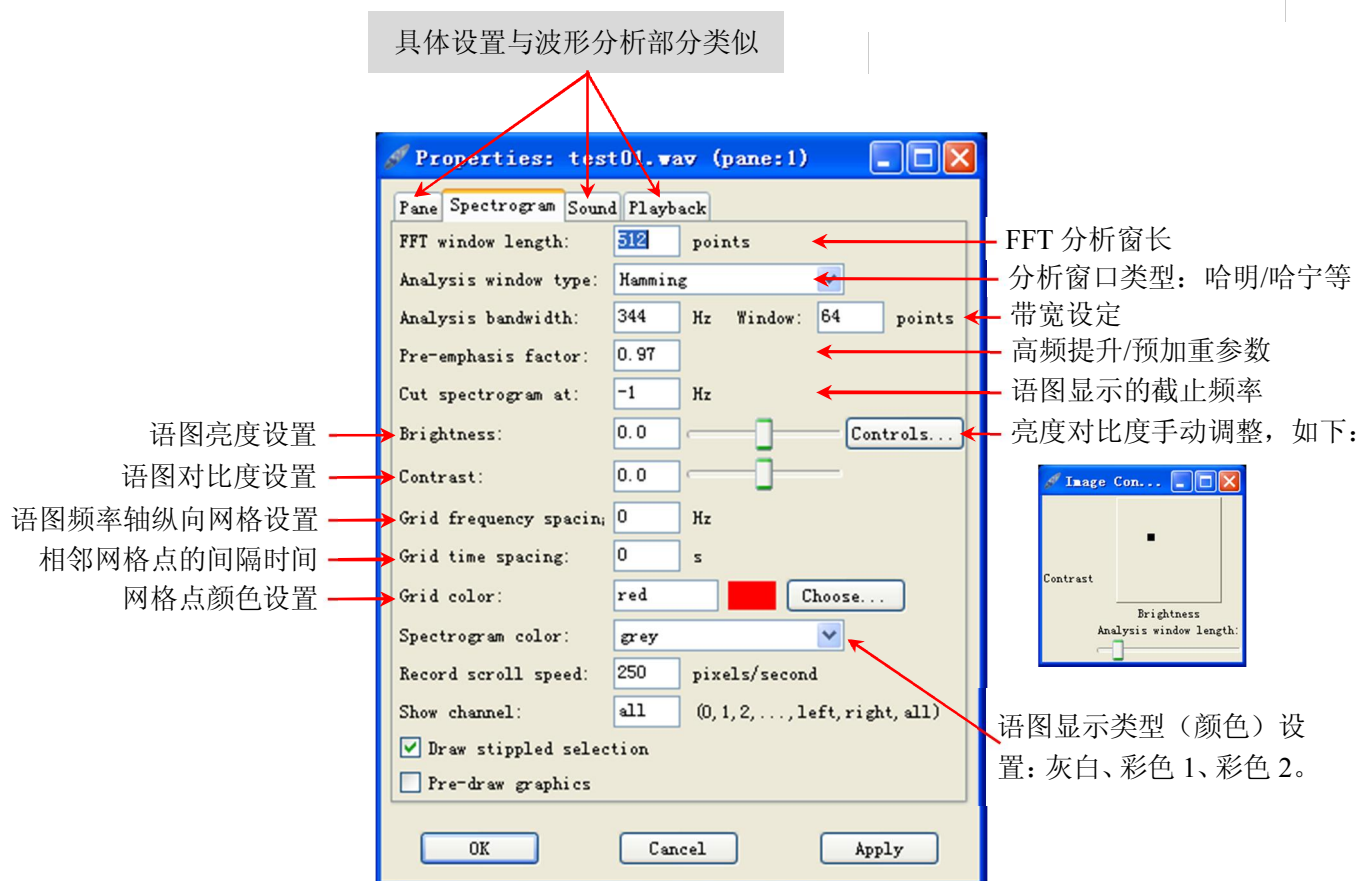 具体设置与波形分析部分类似
Properties: test01.wav (pane:1)
Pane Spectrogram Sound Playback
FFT window length: 512 points
FFT 分析窗长
Analysis window type: Hamming
分析窗口类型：哈明/哈宁等
Analysis bandwidth: 344 Hz Window: 64 points
带宽设定
Pre-emphasis factor: 0.97
高频提升/预加重参数
Cut spectrogram at: -1 Hz
语图显示的截止频率
语图亮度设置
Brightness: 0.0 Controls...
亮度对比度手动调整，如下：
语图对比度设置
Contrast: 0.0
语图频率轴纵向网格设置
Grid frequency spacin 0 Hz
相邻网格点的间隔时间
Grid time spacing: 0 s
网格点颜色设置
Grid color: red Choose...
Image Con...
Contrast
Brightness
Analysis window length:
Spectrogram color: grey
Record scroll speed: 250 pixels/second
Show channel: all (0,1,2,...,left,right,all)
语图显示类型（颜色）设
置：灰白、彩色 1、彩色 2。
Draw stippled selection
Pre-draw graphics
OK Cancel Apply